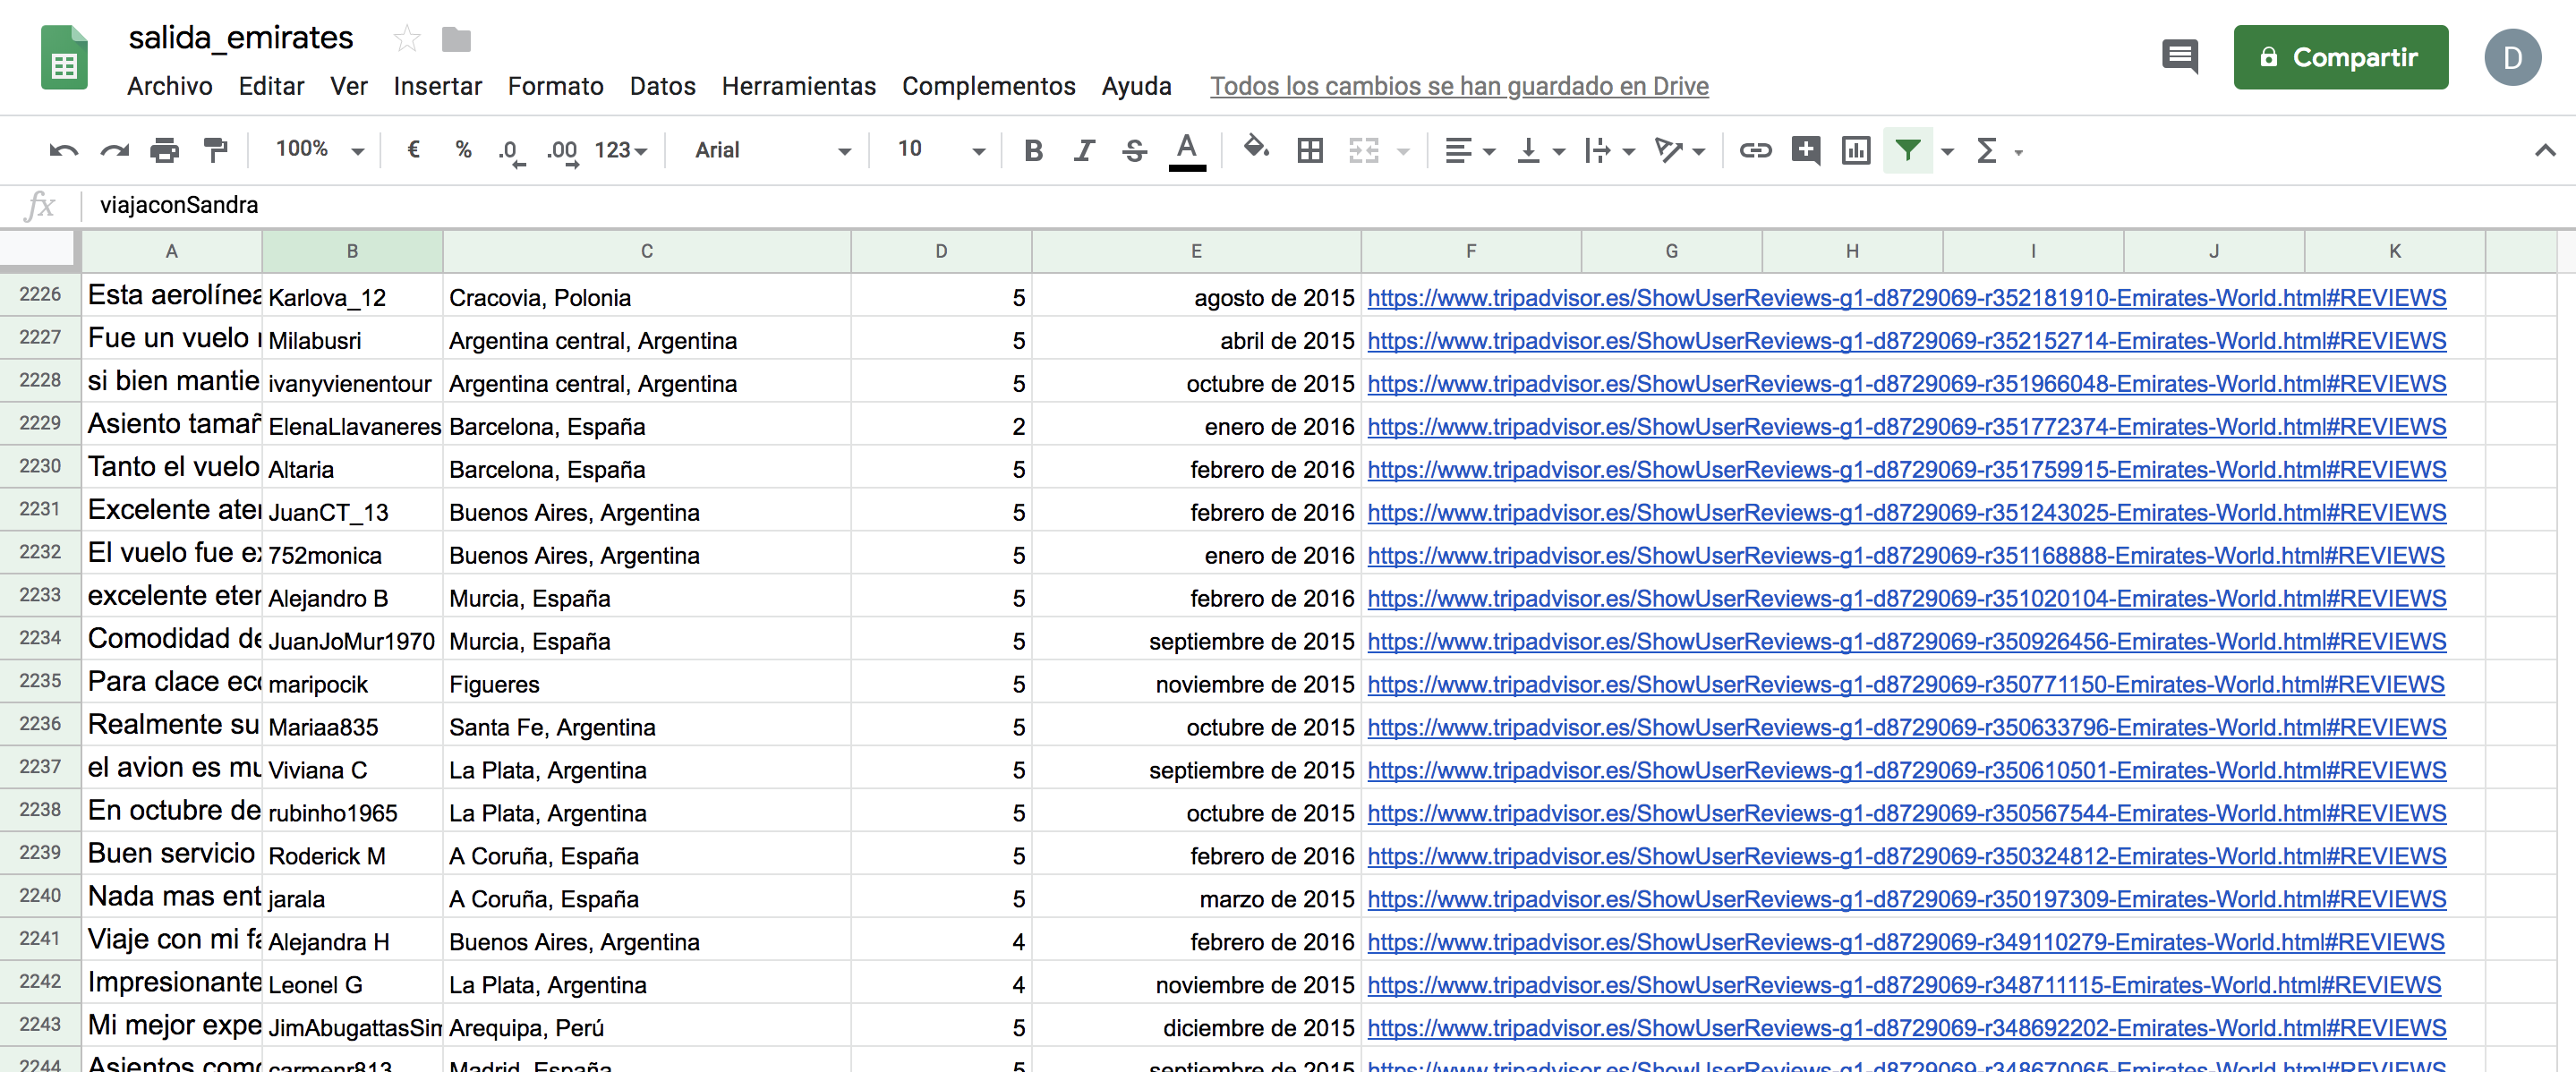 salida_emirates
Archivo Editar Ver Insertar Formato Datos Herramientas Complementos Ayuda Todos los cambios se han guardado en Drive
Compartir D
100% € % .0 .00 123 Arial 10 B I S A Σ
fx viajaconSandra
A B C D E F G H I J K
2226 Esta aerolínea Karlova_12 Cracovia, Polonia 5 agosto de 2015 https://www.tripadvisor.es/ShowUserReviews-g1-d8729069-r352181910-Emirates-World.html#REVIEWS
2227 Fue un vuelo Milabusri Argentina central, Argentina 5 abril de 2015 https://www.tripadvisor.es/ShowUserReviews-g1-d8729069-r352152714-Emirates-World.html#REVIEWS
2228 si bien mantie ivanyvienentour Argentina central, Argentina 5 octubre de 2015 https://www.tripadvisor.es/ShowUserReviews-g1-d8729069-r351966048-Emirates-World.html#REVIEWS
2229 Asiento tamañ ElenaLlavaneres Barcelona, España 2 enero de 2016 https://www.tripadvisor.es/ShowUserReviews-g1-d8729069-r351772374-Emirates-World.html#REVIEWS
2230 Tanto el vuelo Altaria Barcelona, España 5 febrero de 2016 https://www.tripadvisor.es/ShowUserReviews-g1-d8729069-r351759915-Emirates-World.html#REVIEWS
2231 Excelente aten JuanCT_13 Buenos Aires, Argentina 5 febrero de 2016 https://www.tripadvisor.es/ShowUserReviews-g1-d8729069-r351243025-Emirates-World.html#REVIEWS
2232 El vuelo fue ex 752monica Buenos Aires, Argentina 5 enero de 2016 https://www.tripadvisor.es/ShowUserReviews-g1-d8729069-r351168888-Emirates-World.html#REVIEWS
2233 excelente eter Alejandro B Murcia, España 5 febrero de 2016 https://www.tripadvisor.es/ShowUserReviews-g1-d8729069-r351020104-Emirates-World.html#REVIEWS
2234 Comodidad de JuanJoMur1970 Murcia, España 5 septiembre de 2015 https://www.tripadvisor.es/ShowUserReviews-g1-d8729069-r350926456-Emirates-World.html#REVIEWS
2235 Para clace eco maripocik Figueres 5 noviembre de 2015 https://www.tripadvisor.es/ShowUserReviews-g1-d8729069-r350771150-Emirates-World.html#REVIEWS
2236 Realmente su Mariaa835 Santa Fe, Argentina 5 octubre de 2015 https://www.tripadvisor.es/ShowUserReviews-g1-d8729069-r350633796-Emirates-World.html#REVIEWS
2237 el avion es mu Viviana C La Plata, Argentina 5 septiembre de 2015 https://www.tripadvisor.es/ShowUserReviews-g1-d8729069-r350610501-Emirates-World.html#REVIEWS
2238 En octubre de rubinho1965 La Plata, Argentina 5 octubre de 2015 https://www.tripadvisor.es/ShowUserReviews-g1-d8729069-r350567544-Emirates-World.html#REVIEWS
2239 Buen servicio Roderick M A Coruña, España 5 febrero de 2016 https://www.tripadvisor.es/ShowUserReviews-g1-d8729069-r350324812-Emirates-World.html#REVIEWS
2240 Nada mas ent jarala A Coruña, España 5 marzo de 2015 https://www.tripadvisor.es/ShowUserReviews-g1-d8729069-r350197309-Emirates-World.html#REVIEWS
2241 Viaje con mi fa Alejandra H Buenos Aires, Argentina 4 febrero de 2016 https://www.tripadvisor.es/ShowUserReviews-g1-d8729069-r349110279-Emirates-World.html#REVIEWS
2242 Impresionante Leonel G La Plata, Argentina 4 noviembre de 2015 https://www.tripadvisor.es/ShowUserReviews-g1-d8729069-r348711115-Emirates-World.html#REVIEWS
2243 Mi mejor expe JimAbugattasSim Arequipa, Perú 5 diciembre de 2015 https://www.tripadvisor.es/ShowUserReviews-g1-d8729069-r348692202-Emirates-World.html#REVIEWS
2244 Asientos como carmenr813 Madrid, España 5 septiembre de 2015 https://www.tripadvisor.es/ShowUserReviews-g1-d8729069-r348670065-Emirates-World.html#REVIEWS